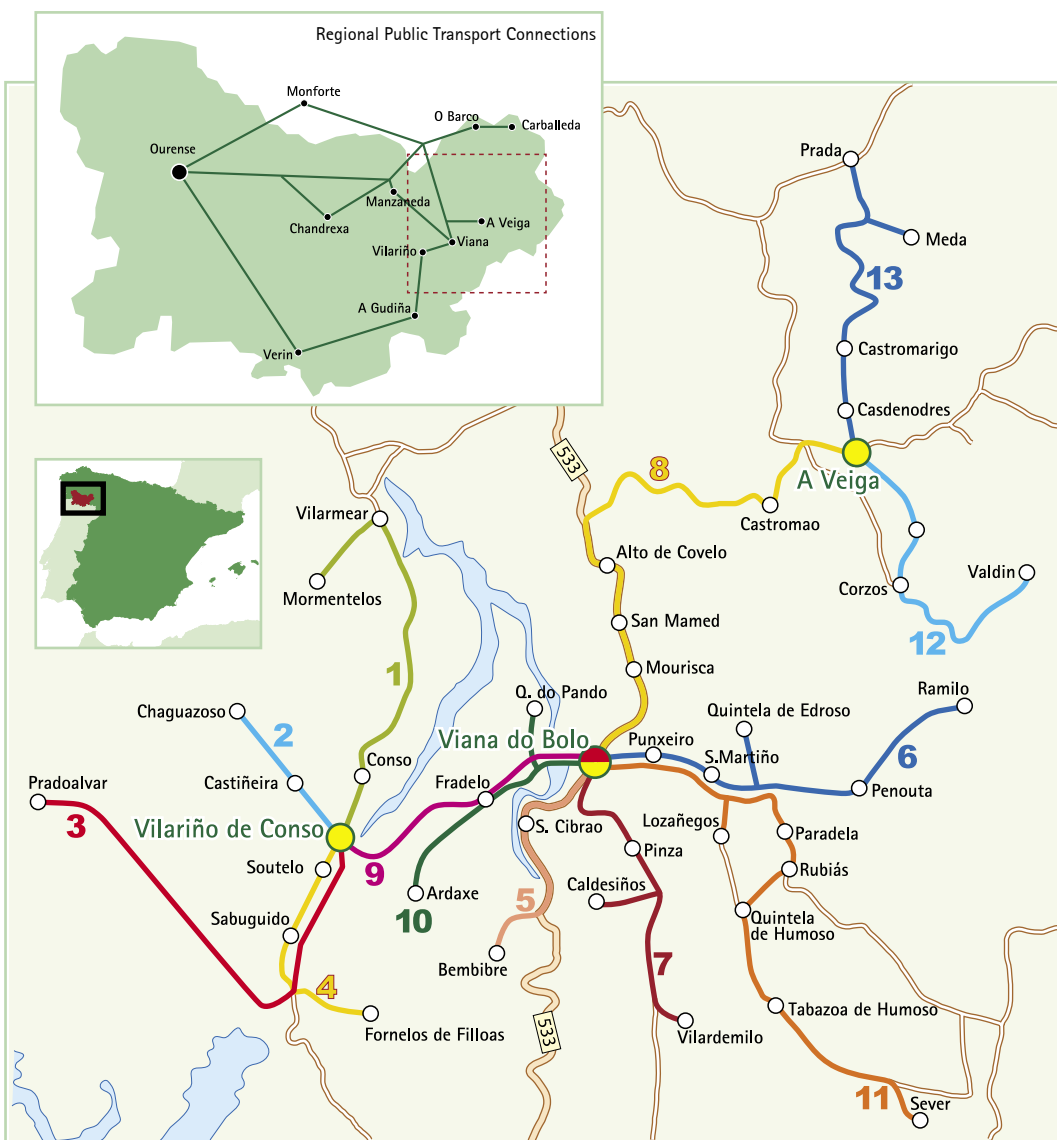 Regional Public Transport Connections
Monforte
O Barco
Carballeda
Ourense
Manzaneda
Chandrexa
A Veiga
Viana
Vilariño
A Gudiña
Verin
Prada
Meda
13
Castromarigo
Casdenodres
533
8
A Veiga
Castromao
Vilarmear
Alto de Covelo
Mormentelos
Corzos
Valdin
San Mamed
12
1
Mourisca
Q. do Pando
Ramilo
Chaguazoso
2
Quintela de Edroso
Viana do Bolo
Punxeiro
S.Martiño
6
Conso
Castiñeira
Fradelo
Penouta
Pradoalvar
3
Vilariño de Conso
S. Cibrao
Lozañegos
Paradela
Pinza
Soutelo
9
Rubiás
Caldesiños
Ardaxe
5
10
Sabuguido
Quintela
de Humoso
Bembibre
7
4
Tabazoa de Humoso
Fornelos de Filloas
533
Vilardemilo
11
Sever